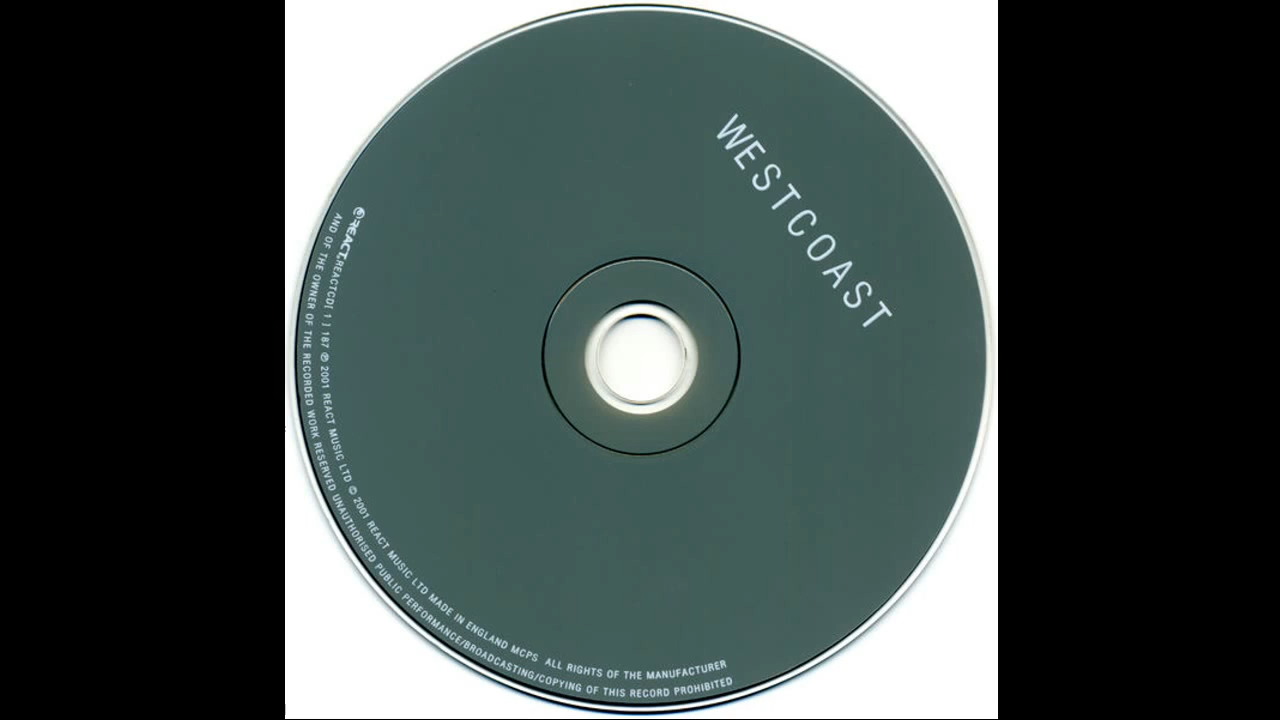 WESTCOAST
REACT. REACTCD[ 1 ] 187 ℗ 2001 REACT MUSIC LTD © 2001 REACT MUSIC LTD MADE IN ENGLAND MCPS ALL RIGHTS OF THE MANUFACTURER
AND OF THE OWNER OF THE RECORDED WORK RESERVED UNAUTHORISED PUBLIC PERFORMANCE/BROADCASTING/COPYING OF THIS RECORD PROHIBITED